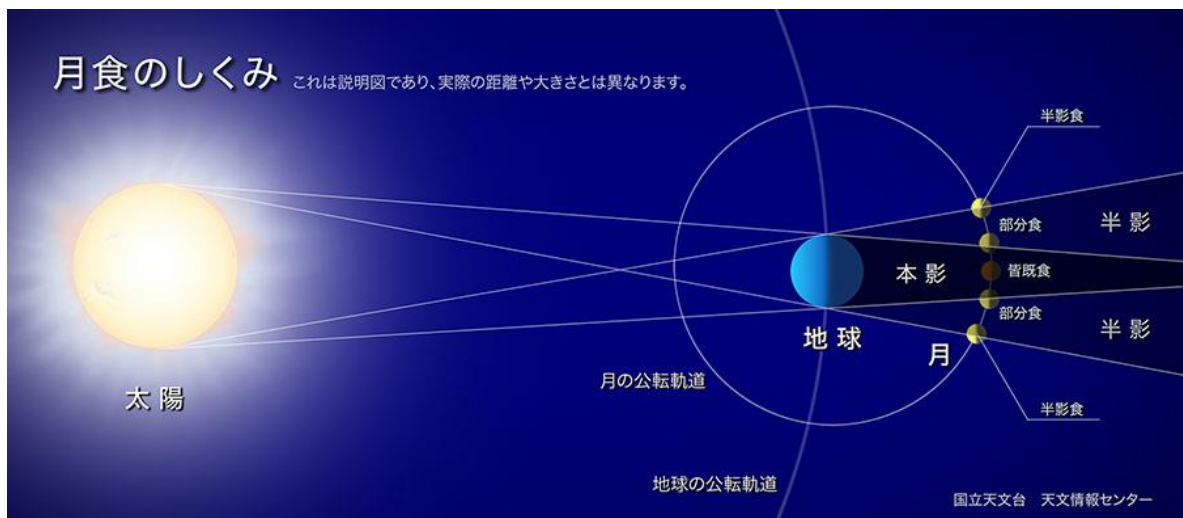 月食のしくみ これは説明図であり、実際の距離や大きさとは異なります。
半影食
部分食
半影
本影
皆既食
部分食
半影
地球
月
月の公転軌道
太陽
半影食
地球の公転軌道
国立天文台 天文情報センター